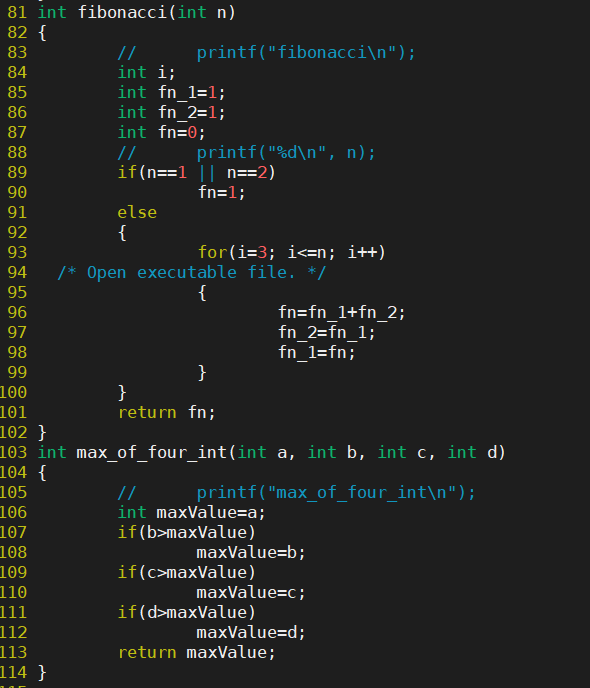 81 int fibonacci(int n)
82 {
83         //      printf("fibonacci\n");
84         int i;
85         int fn_1=1;
86         int fn_2=1;
87         int fn=0;
88         //      printf("%d\n", n);
89         if(n==1 || n==2)
90                 fn=1;
91         else
92         {
93                 for(i=3; i<=n; i++)
94   /* Open executable file. */
95                 {
96                         fn=fn_1+fn_2;
97                         fn_2=fn_1;
98                         fn_1=fn;
99                 }
100         }
101         return fn;
102 }
103 int max_of_four_int(int a, int b, int c, int d)
104 {
105         //      printf("max_of_four_int\n");
106         int maxValue=a;
107         if(b>maxValue)
108                 maxValue=b;
109         if(c>maxValue)
110                 maxValue=c;
111         if(d>maxValue)
112                 maxValue=d;
113         return maxValue;
114 }